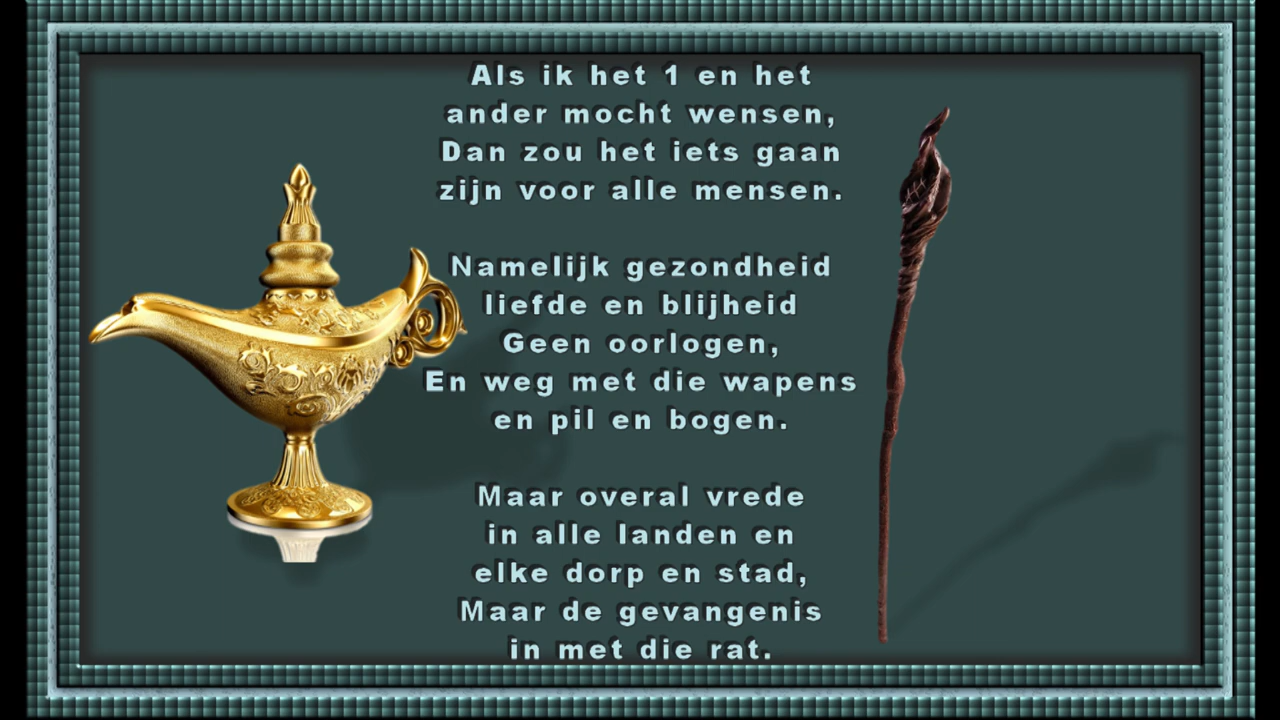 Als ik het 1 en het
ander mocht wensen,
Dan zou het iets gaan
zijn voor alle mensen.
Namelijk gezondheid
liefde en blijheid
Geen oorlogen,
En weg met die wapens
en pil en bogen.
Maar overal vrede
in alle landen en
elke dorp en stad,
Maar de gevangenis
in met die rat.